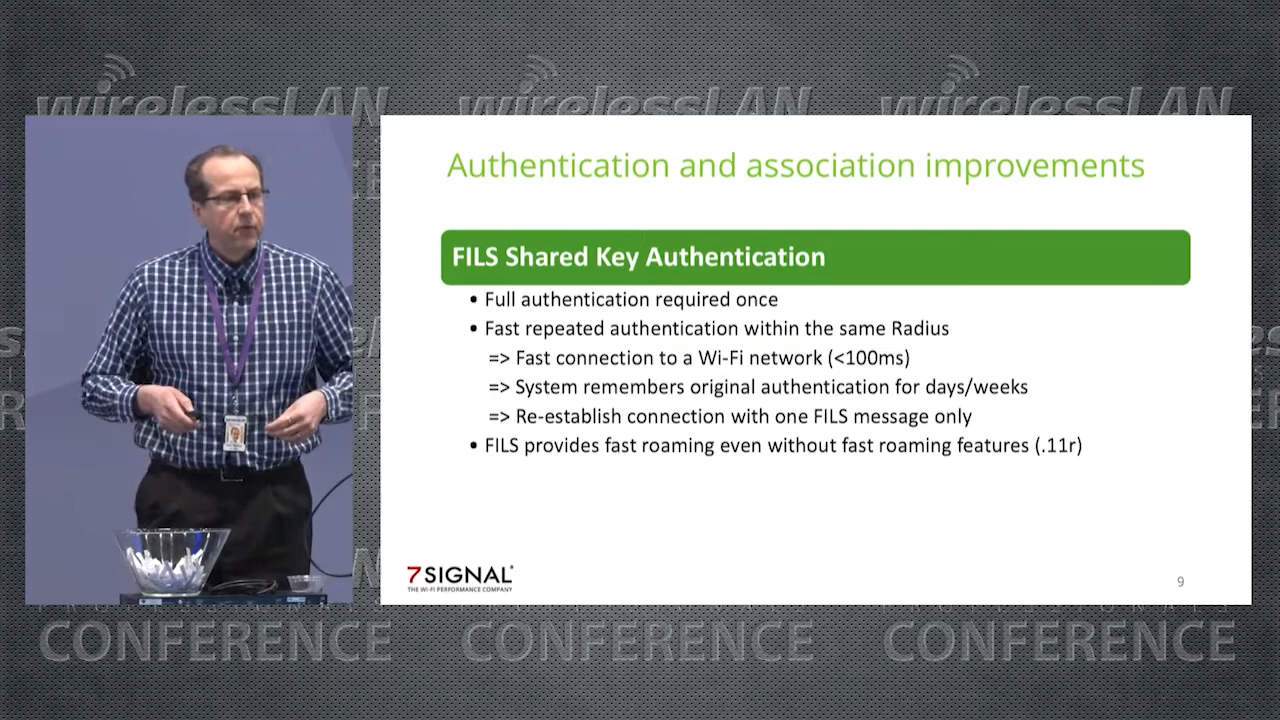 wirelessLAN wirelessLAN wirelessLAN
Authentication and association improvements
FILS Shared Key Authentication
• Full authentication required once
• Fast repeated authentication within the same Radius
=> Fast connection to a Wi-Fi network (<100ms)
=> System remembers original authentication for days/weeks
=> Re-establish connection with one FILS message only
• FILS provides fast roaming even without fast roaming features (.11r)
7SIGNAL®
THE WI-FI PERFORMANCE COMPANY
9
CONFERENCE CONFERENCE CONFERENCE